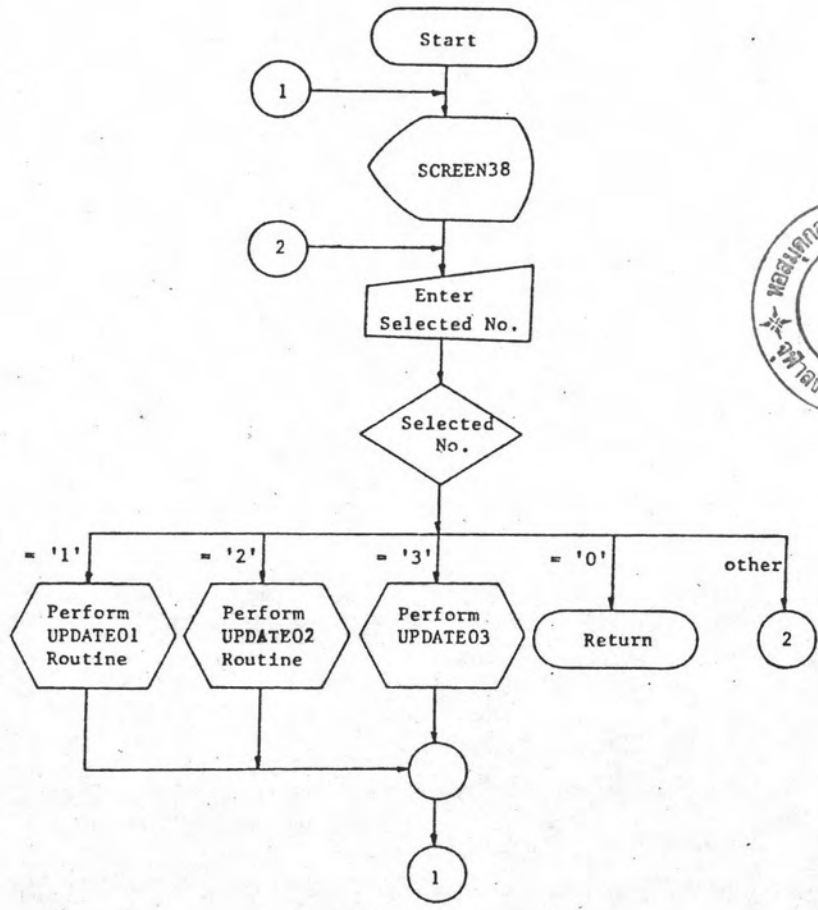 Start
1
SCREEN38
2
Enter
Selected No.
Selected
No.
= '1'
= '2'
= '3'
= '0'
other
Perform
UPDATE01
Routine
Perform
UPDATE02
Routine
Perform
UPDATE03
Return
2
1